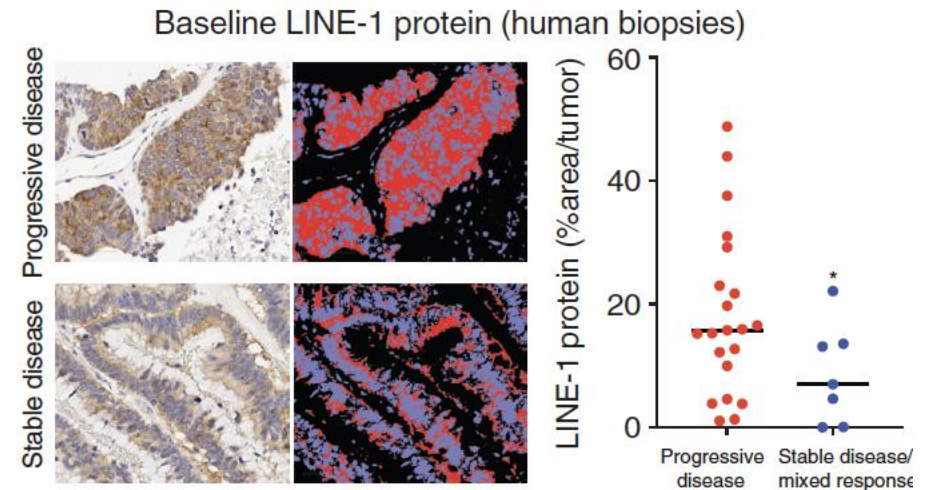 Baseline LINE-1 protein (human biopsies)
Progressive disease
Stable disease
LINE-1 protein (%area/tumor)
60
40
20
0
*
Progressive
disease
Stable disease/
mixed response